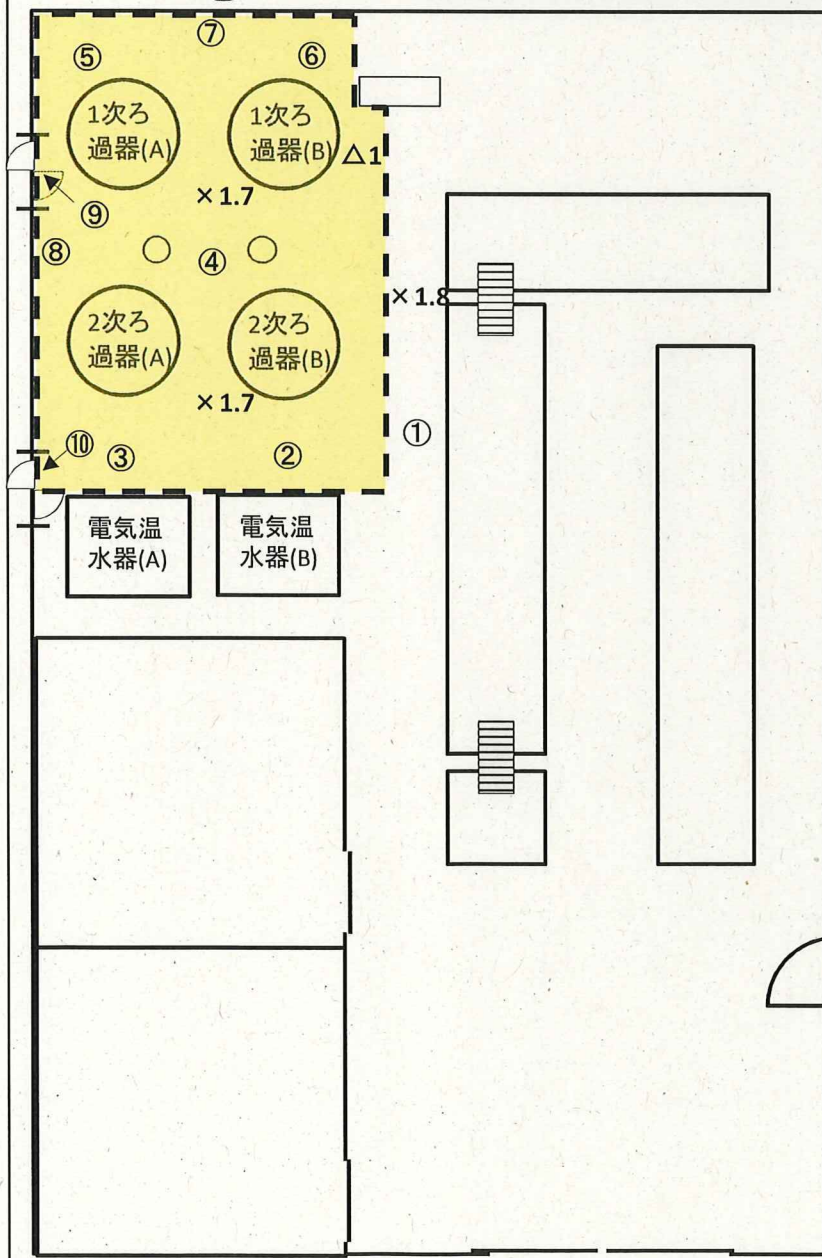 ⑦
⑤
⑥
1次ろ
過器(A)
1次ろ
過器(B)
△1
×1.7
⑨
⑧
④
×1.8
2次ろ
過器(A)
2次ろ
過器(B)
×1.7
①
⑩
③
②
電気温
水器(A)
電気温
水器(B)